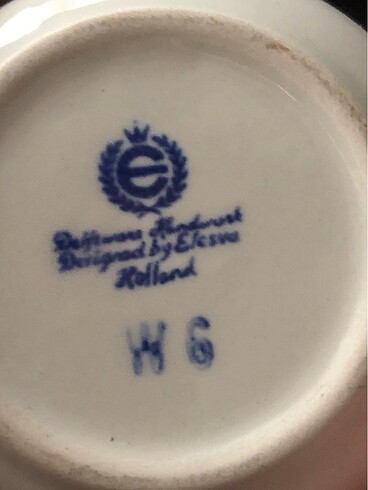 e
Delftware Handwork
Designed by Elesva
Holland
W 6